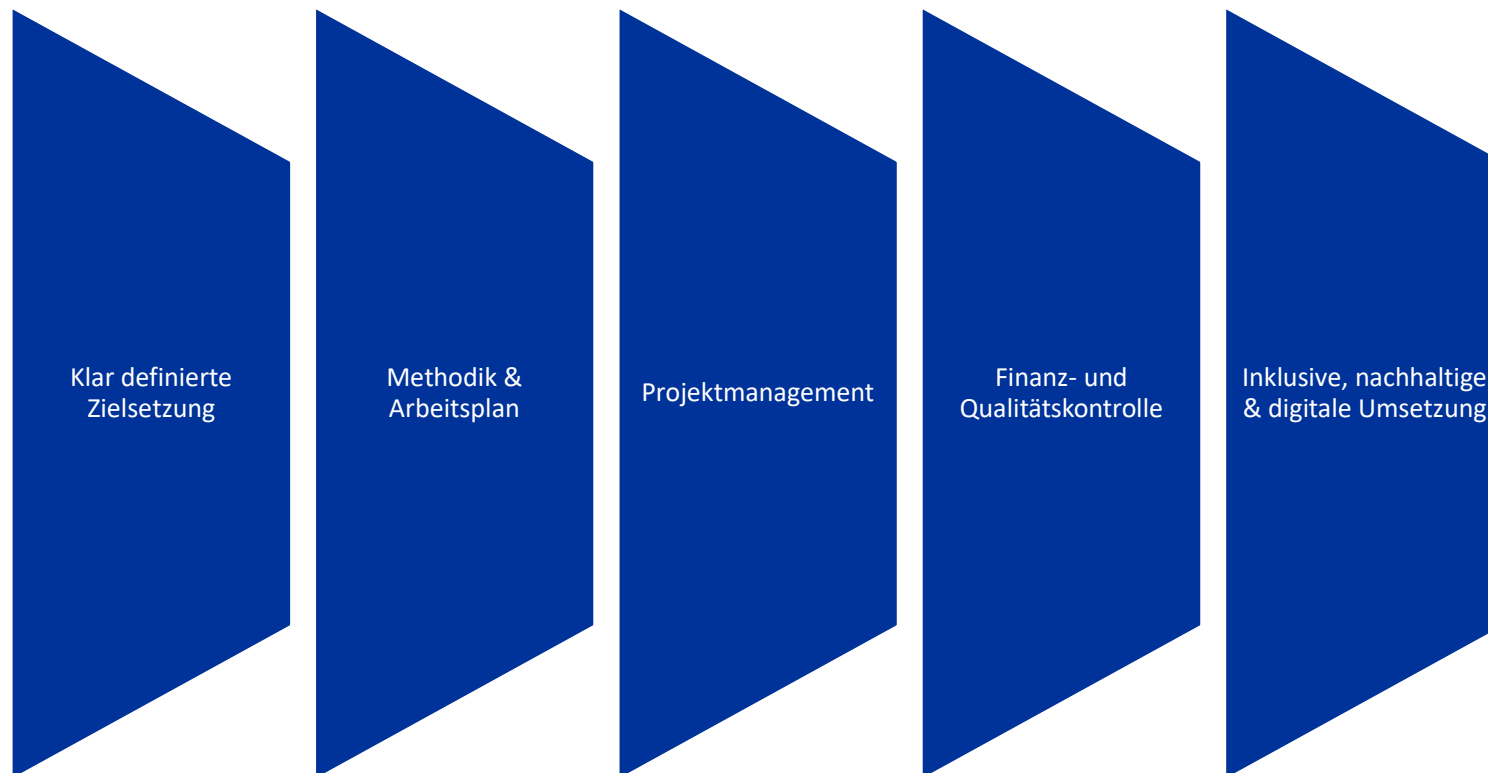 Klar definierte
Zielsetzung
Methodik &
Arbeitsplan
Projektmanagement
Finanz- und
Qualitätskontrolle
Inklusive, nachhaltige
& digitale Umsetzung